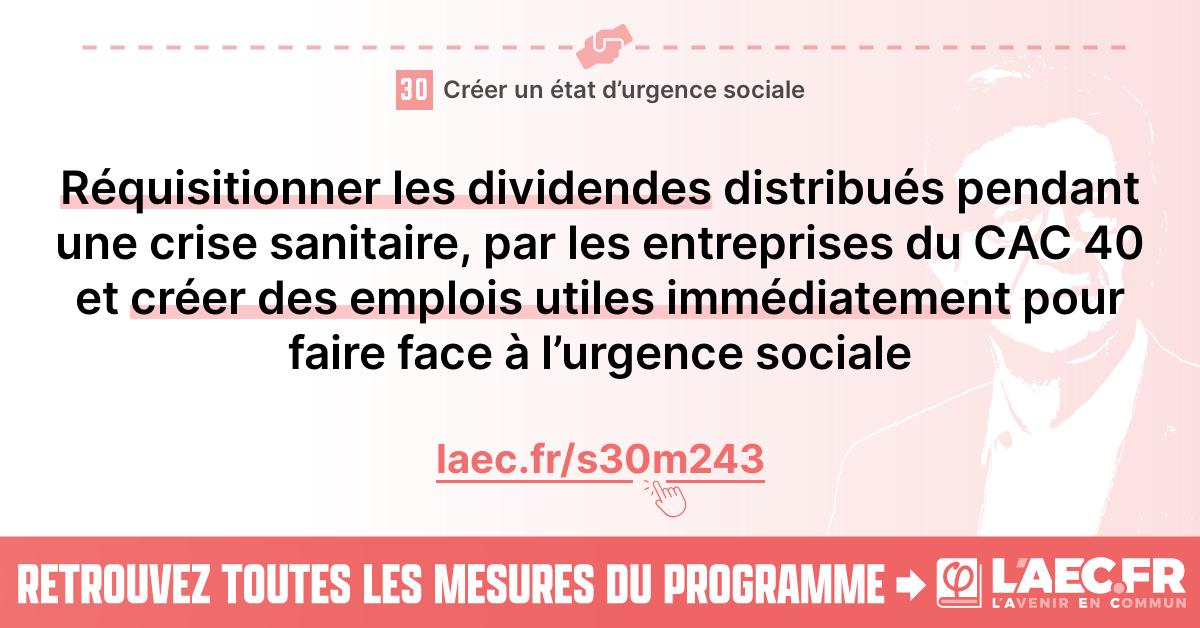 30 Créer un état d’urgence sociale
Réquisitionner les dividendes distribués pendant
une crise sanitaire, par les entreprises du CAC 40
et créer des emplois utiles immédiatement pour
faire face à l’urgence sociale
laec.fr/s30m243
RETROUVEZ TOUTES LES MESURES DU PROGRAMME
L'AEC.FR
L'AVENIR EN COMMUN